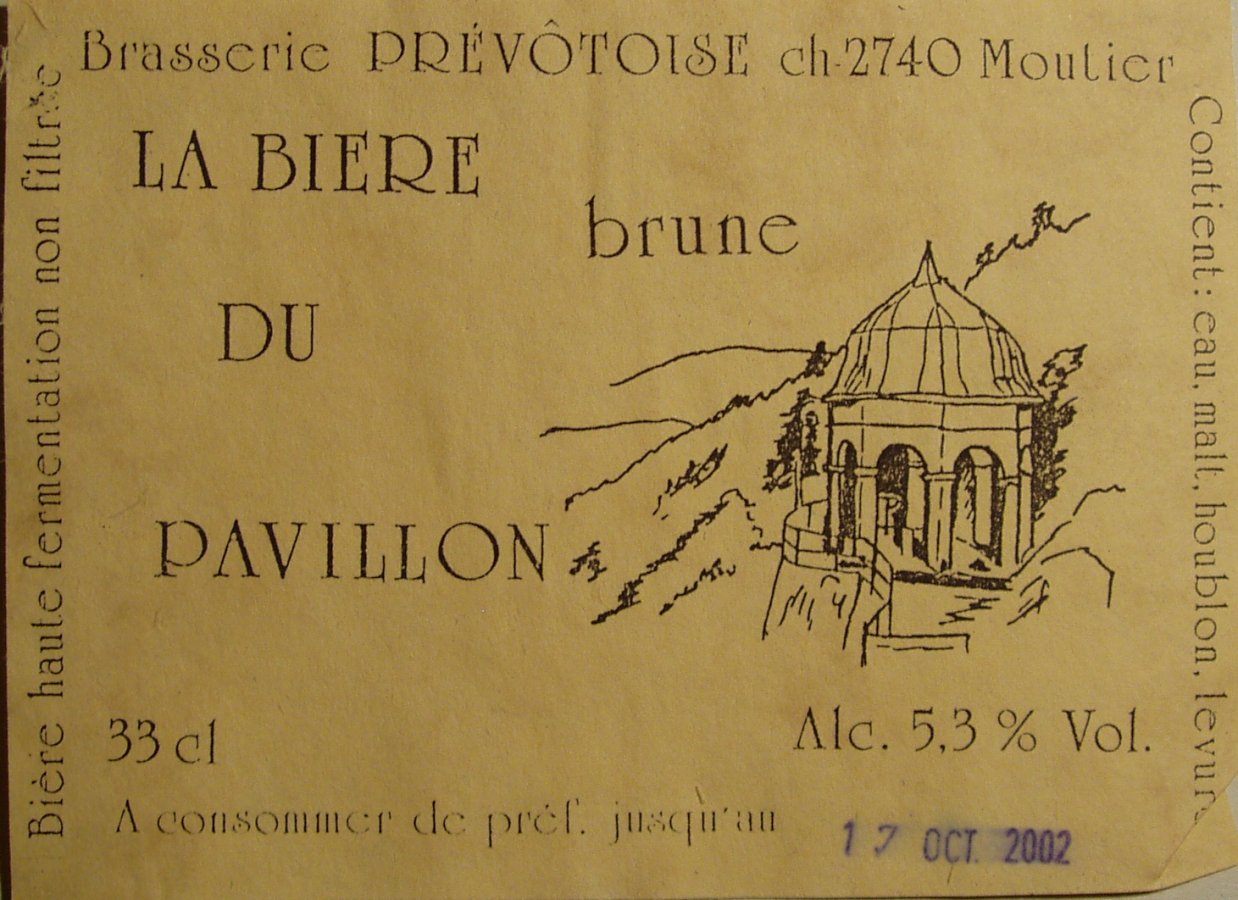 Brasserie PRÉVÔTOISE ch-2740 Moutier
LA BIERE
brune
DU
PAVILLON
33 cl
Alc. 5,3 % Vol.
A consommer de préf. jusqu'au
17 OCT. 2002
Bière haute fermentation non filtrée
Contient : eau, malt, houblon, levure